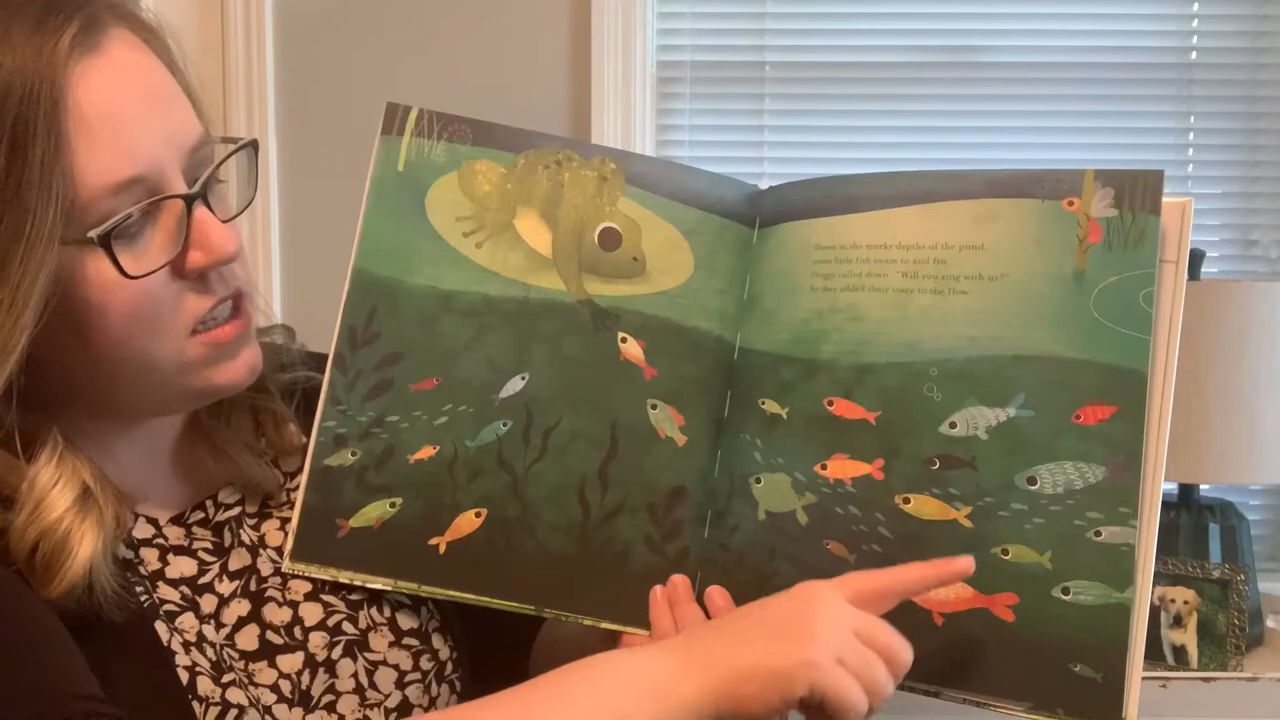 Down in the murky depths of the pond,
some little fish swam to and fro.
Froggy called down, "Will you sing with us?"
So they added their voice to the flow.